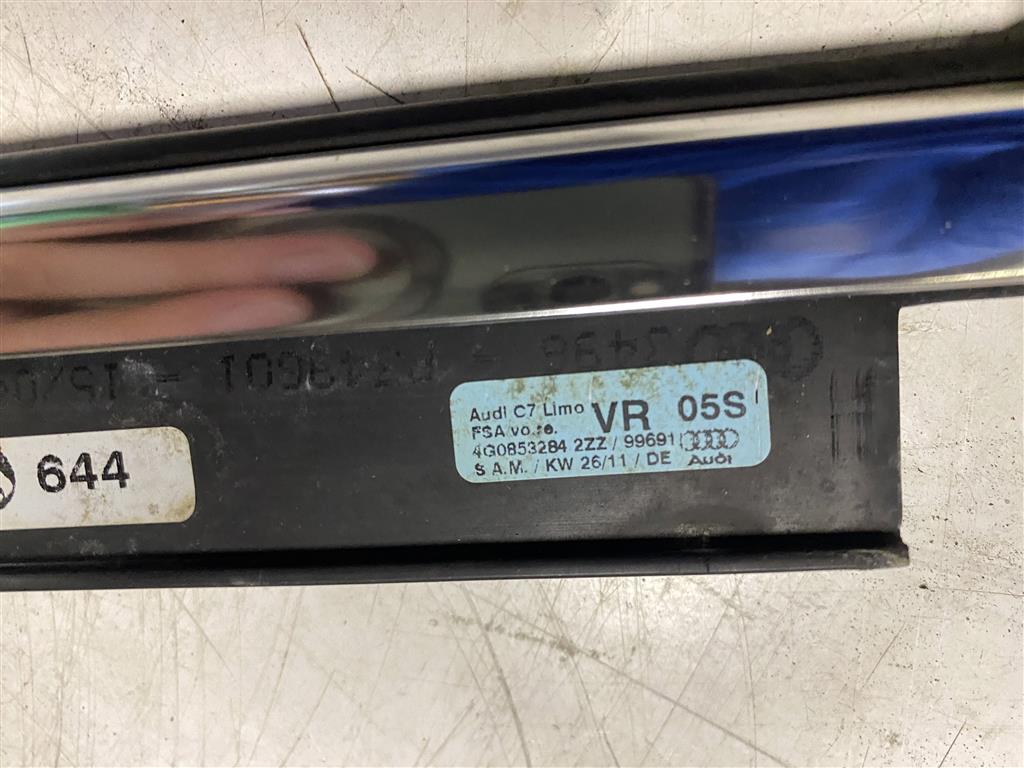 Audi C7 Limo VR 05S
FSA vo.re.
4G0853284 2ZZ / 99691
S.A.M. / KW 26/11 / DE Audi
644